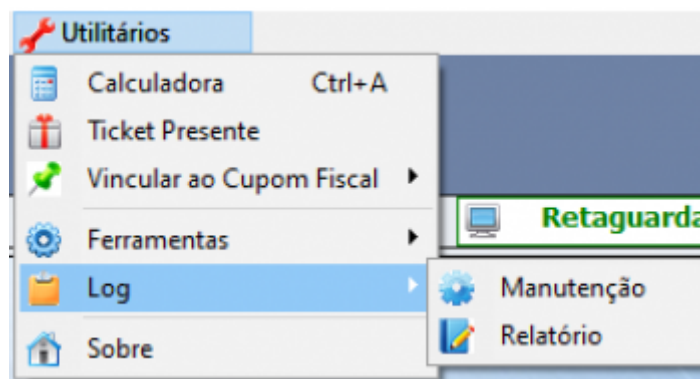 Utilitários
Calculadora Ctrl+A
Ticket Presente
Vincular ao Cupom Fiscal
Retaguarda
Ferramentas
Log
Manutenção
Relatório
Sobre